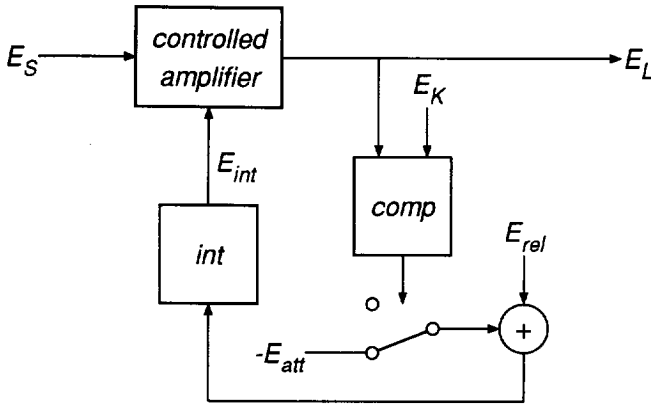 controlled
amplifier
E_S
E_L
E_K
E_int
comp
int
E_rel
+
-E_att